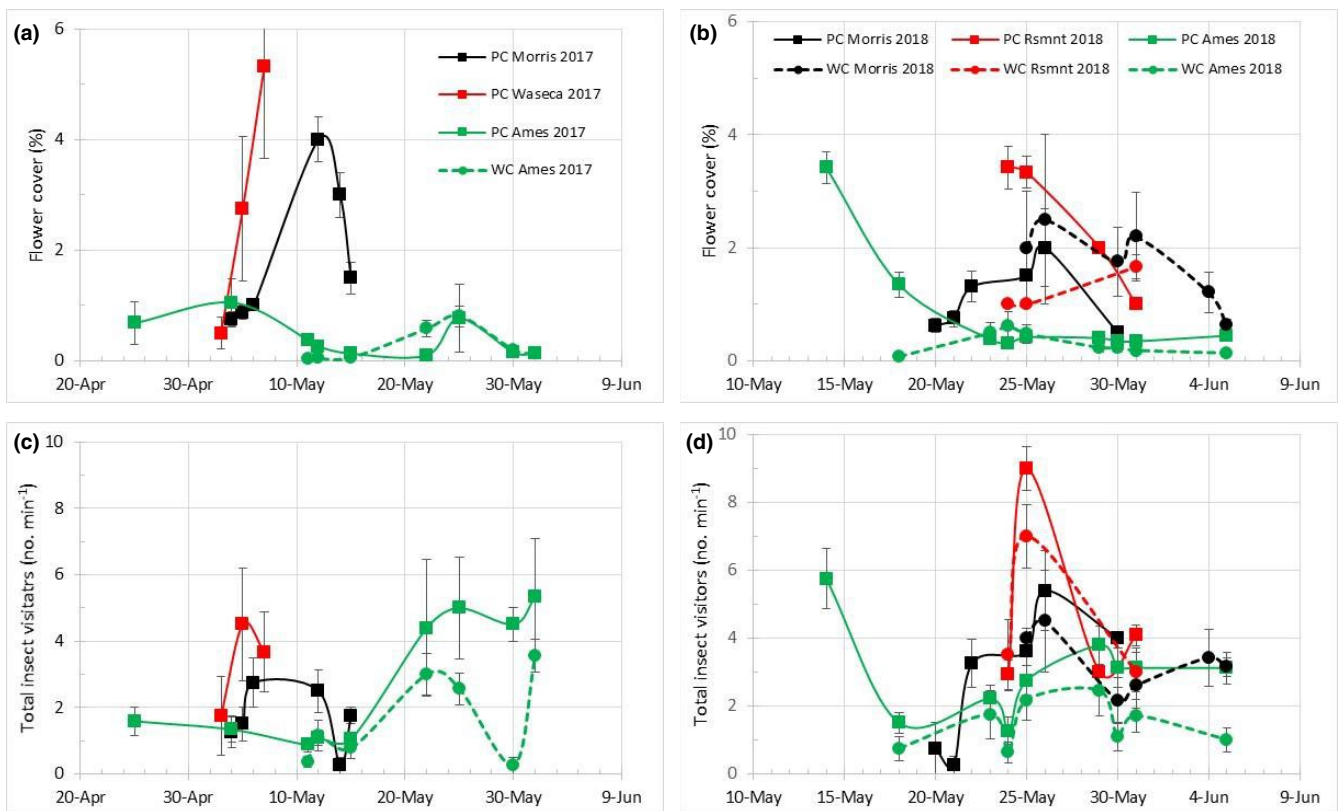 (a)
6
4
2
0
Flower cover (%)
PC Morris 2017
PC Waseca 2017
PC Ames 2017
WC Ames 2017
20-Apr 30-Apr 10-May 20-May 30-May 9-Jun
(b)
6
4
2
0
Flower cover (%)
PC Morris 2018 PC Rsmnt 2018 PC Ames 2018
WC Morris 2018 WC Rsmnt 2018 WC Ames 2018
10-May 15-May 20-May 25-May 30-May 4-Jun 9-Jun
(c)
10
8
6
4
2
0
Total insect visitatrs (no. min⁻¹)
20-Apr 30-Apr 10-May 20-May 30-May 9-Jun
(d)
10
8
6
4
2
0
Total insect visitors (no. min⁻¹)
10-May 15-May 20-May 25-May 30-May 4-Jun 9-Jun